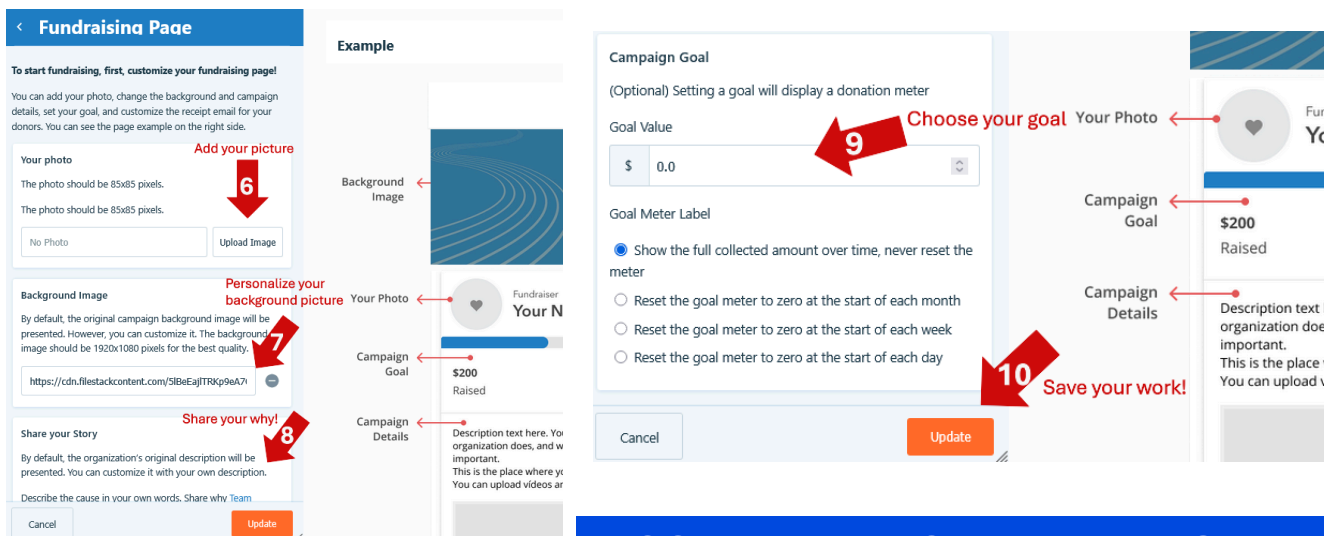 Fundraising Page
To start fundraising, first, customize your fundraising page!
You can add your photo, change the background and campaign
details, set your goal, and customize the receipt email for your
donors. You can see the page example on the right side.
Add your picture
6
Your photo
The photo should be 85x85 pixels.
The photo should be 85x85 pixels.
No Photo
Upload Image
Personalize your
background picture
7
Background Image
By default, the original campaign background image will be
presented. However, you can customize it. The background
image should be 1920x1080 pixels for the best quality.
Share your why!
8
Share your Story
By default, the organization's original description will be
presented. You can customize it with your own description.
Describe the cause in your own words. Share why Team
Cancel
Update
Example
Background
Image
Your Photo
Fundraiser
Your N
Campaign
Goal
$200
Raised
Campaign
Details
Description text here. You
organization does, and w
important.
This is the place where yo
You can upload videos ar
Campaign Goal
(Optional) Setting a goal will display a donation meter
Goal Value
Choose your goal
9
$ 0.0
Goal Meter Label
Show the full collected amount over time, never reset the
meter
Reset the goal meter to zero at the start of each month
Reset the goal meter to zero at the start of each week
Reset the goal meter to zero at the start of each day
10
Save your work!
Cancel
Update
Your Photo
Fur
Yo
Campaign
Goal
$200
Raised
Campaign
Details
Description text
organization doe
important.
This is the place
You can upload v